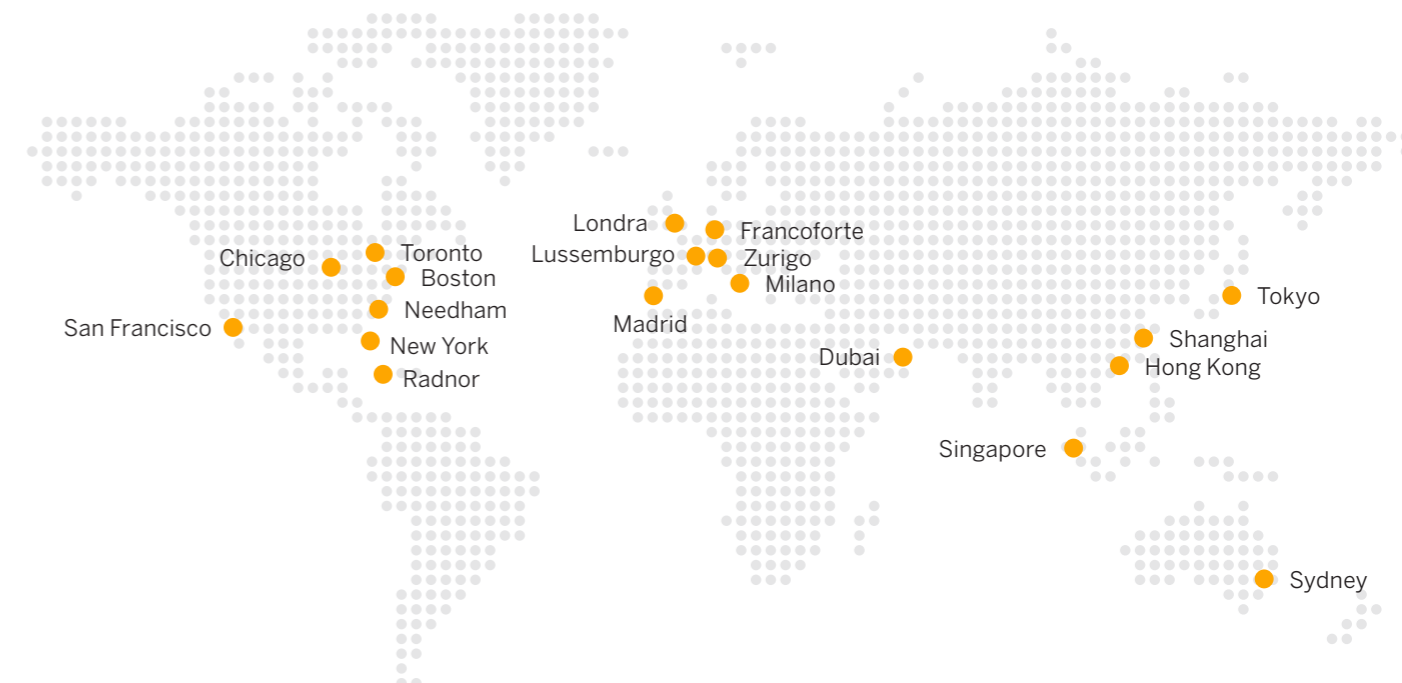 Londra
Francoforte
Lussemburgo
Zurigo
Toronto
Chicago
Boston
Milano
Tokyo
Needham
Madrid
San Francisco
Shanghai
New York
Dubai
Hong Kong
Radnor
Singapore
Sydney